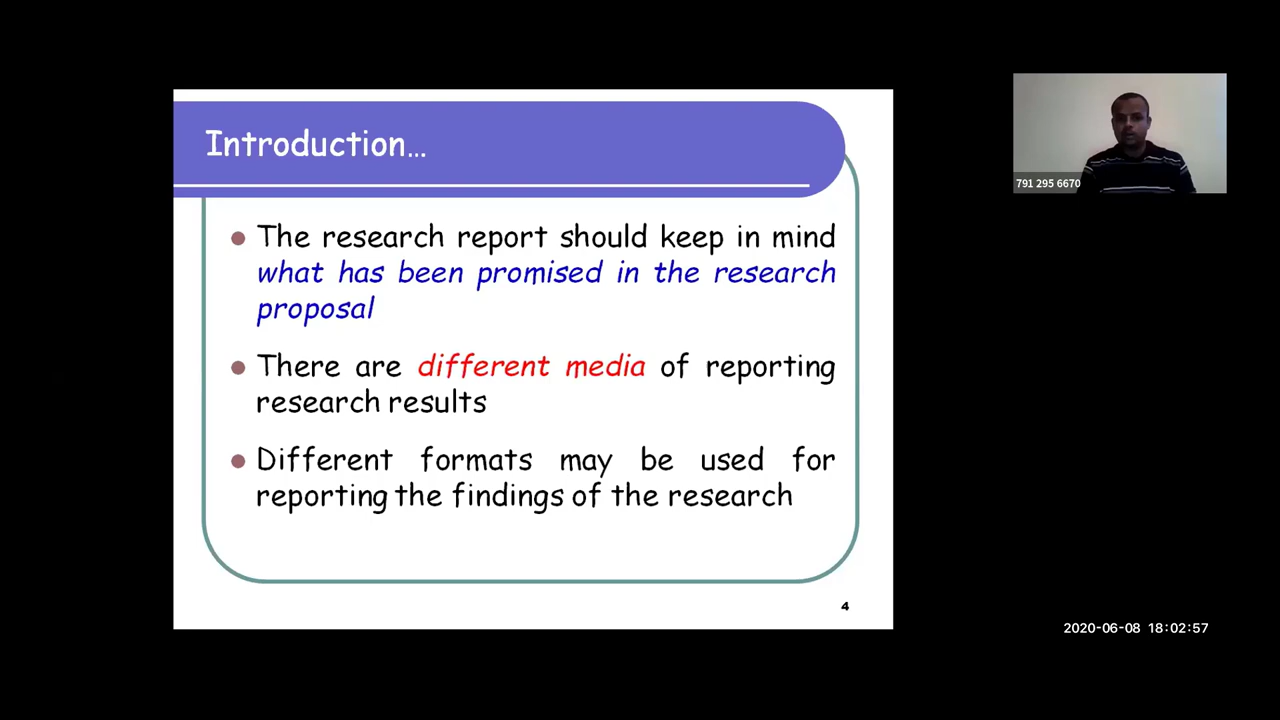 Introduction…
The research report should keep in mind
what has been promised in the research
proposal
There are different media of reporting
research results
Different formats may be used for
reporting the findings of the research
4
791 295 6670
2020-06-08 18:02:57